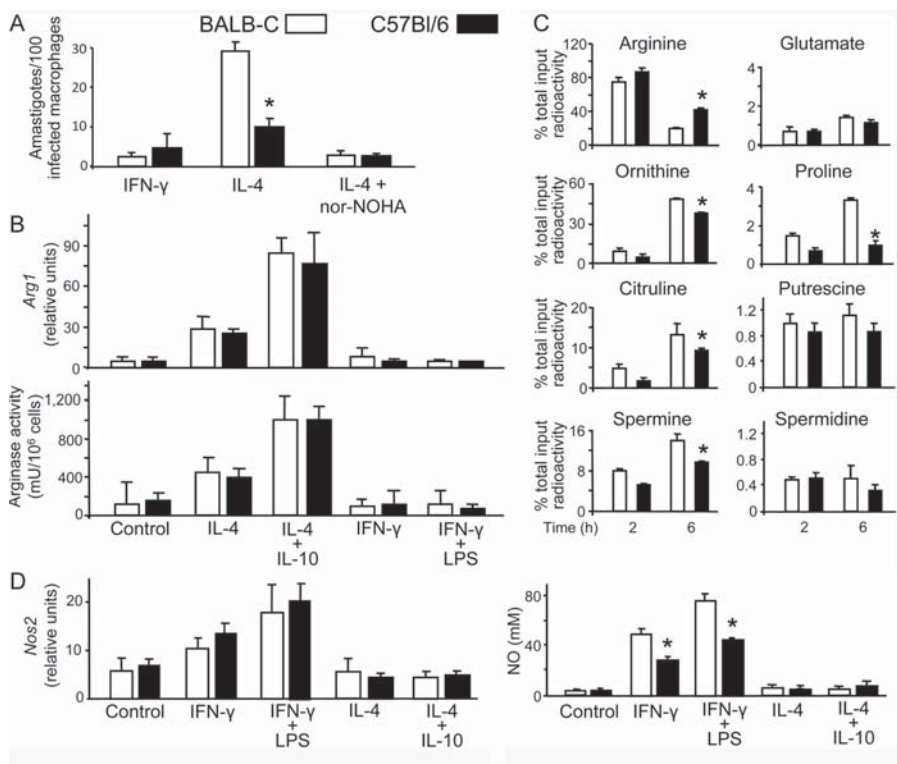 A
BALB-C
C57Bl/6
Amastigotes/100
infected macrophages
30
20
10
0
*
IFN-γ
IL-4
IL-4 +
nor-NOHA
B
Arg1
(relative units)
90
60
30
0
Arginase activity
(mU/10⁶ cells)
1,200
800
400
0
Control
IL-4
IL-4
+
IL-10
IFN-γ
IFN-γ
+
LPS
C
Arginine
% total input
radioactivity
120
80
40
0
*
Glutamate
4
2
0
Ornithine
% total input
radioactivity
60
30
0
*
Proline
4
2
0
*
Citruline
% total input
radioactivity
20
10
0
*
Putrescine
1.2
0.8
0.4
0
Spermine
% total input
radioactivity
16
8
0
*
Spermidine
1.2
0.8
0.4
0
Time (h)
2
6
2
6
D
Nos2
(relative units)
20
10
0
Control
IFN-γ
IFN-γ
+
LPS
IL-4
IL-4
+
IL-10
NO (mM)
80
40
0
*
*
Control
IFN-γ
IFN-γ
+
LPS
IL-4
IL-4
+
IL-10